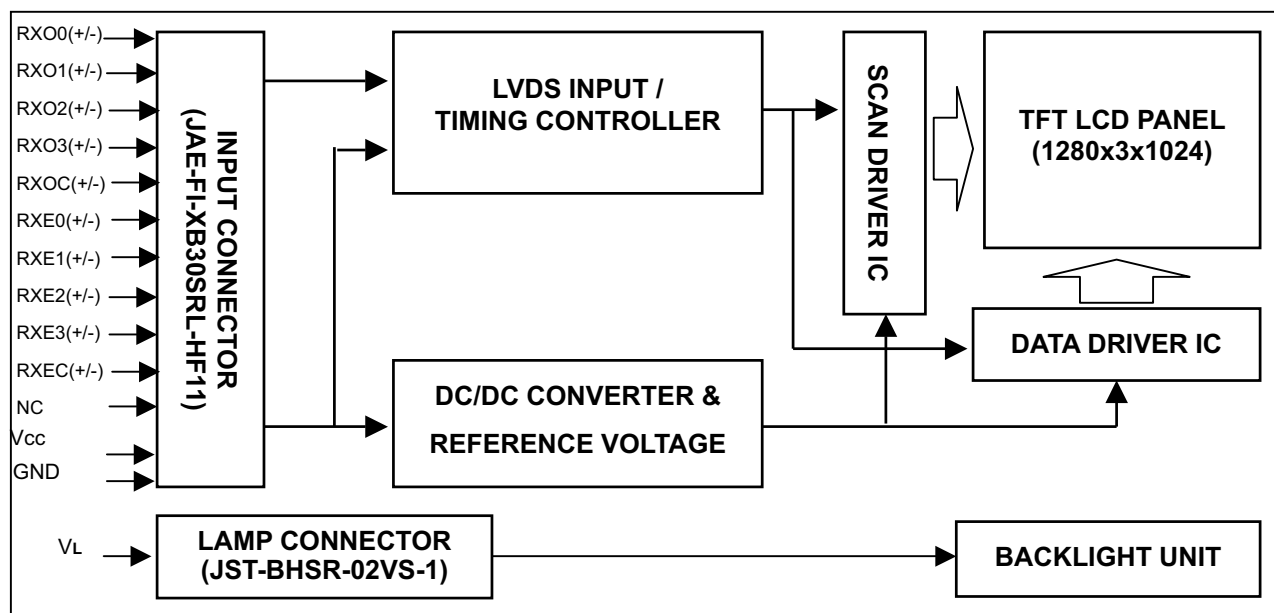 RXO0(+/-)
RXO1(+/-)
RXO2(+/-)
RXO3(+/-)
RXOC(+/-)
RXE0(+/-)
RXE1(+/-)
RXE2(+/-)
RXE3(+/-)
RXEC(+/-)
NC
Vcc
GND
VL
INPUT CONNECTOR
(JAE-FI-XB30SRL-HF11)
LVDS INPUT /
TIMING CONTROLLER
SCAN DRIVER IC
TFT LCD PANEL
(1280x3x1024)
DATA DRIVER IC
DC/DC CONVERTER &
REFERENCE VOLTAGE
LAMP CONNECTOR
(JST-BHSR-02VS-1)
BACKLIGHT UNIT